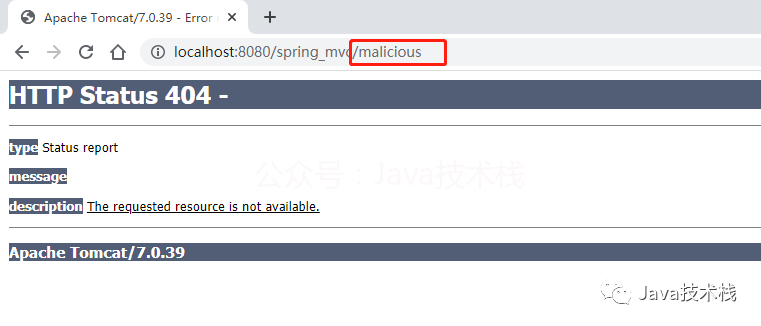 Apache Tomcat/7.0.39 - Error
localhost:8080/spring_mvc/malicious
HTTP Status 404 -
type Status report
message
公众号：Java技术栈
description The requested resource is not available.
Apache Tomcat/7.0.39
Java技术栈